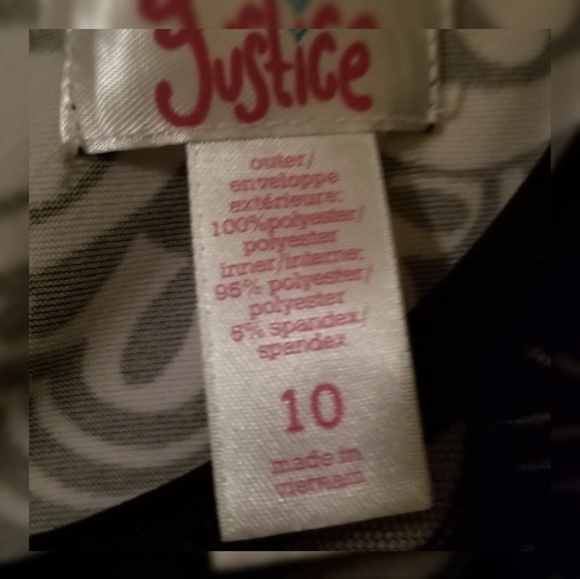 Justice
outer/
enveloppe
extérieure:
100%polyester/
polyester
inner/interne:
95% polyester/
polyester
5% spandex/
spandex
10
made in
vietnam